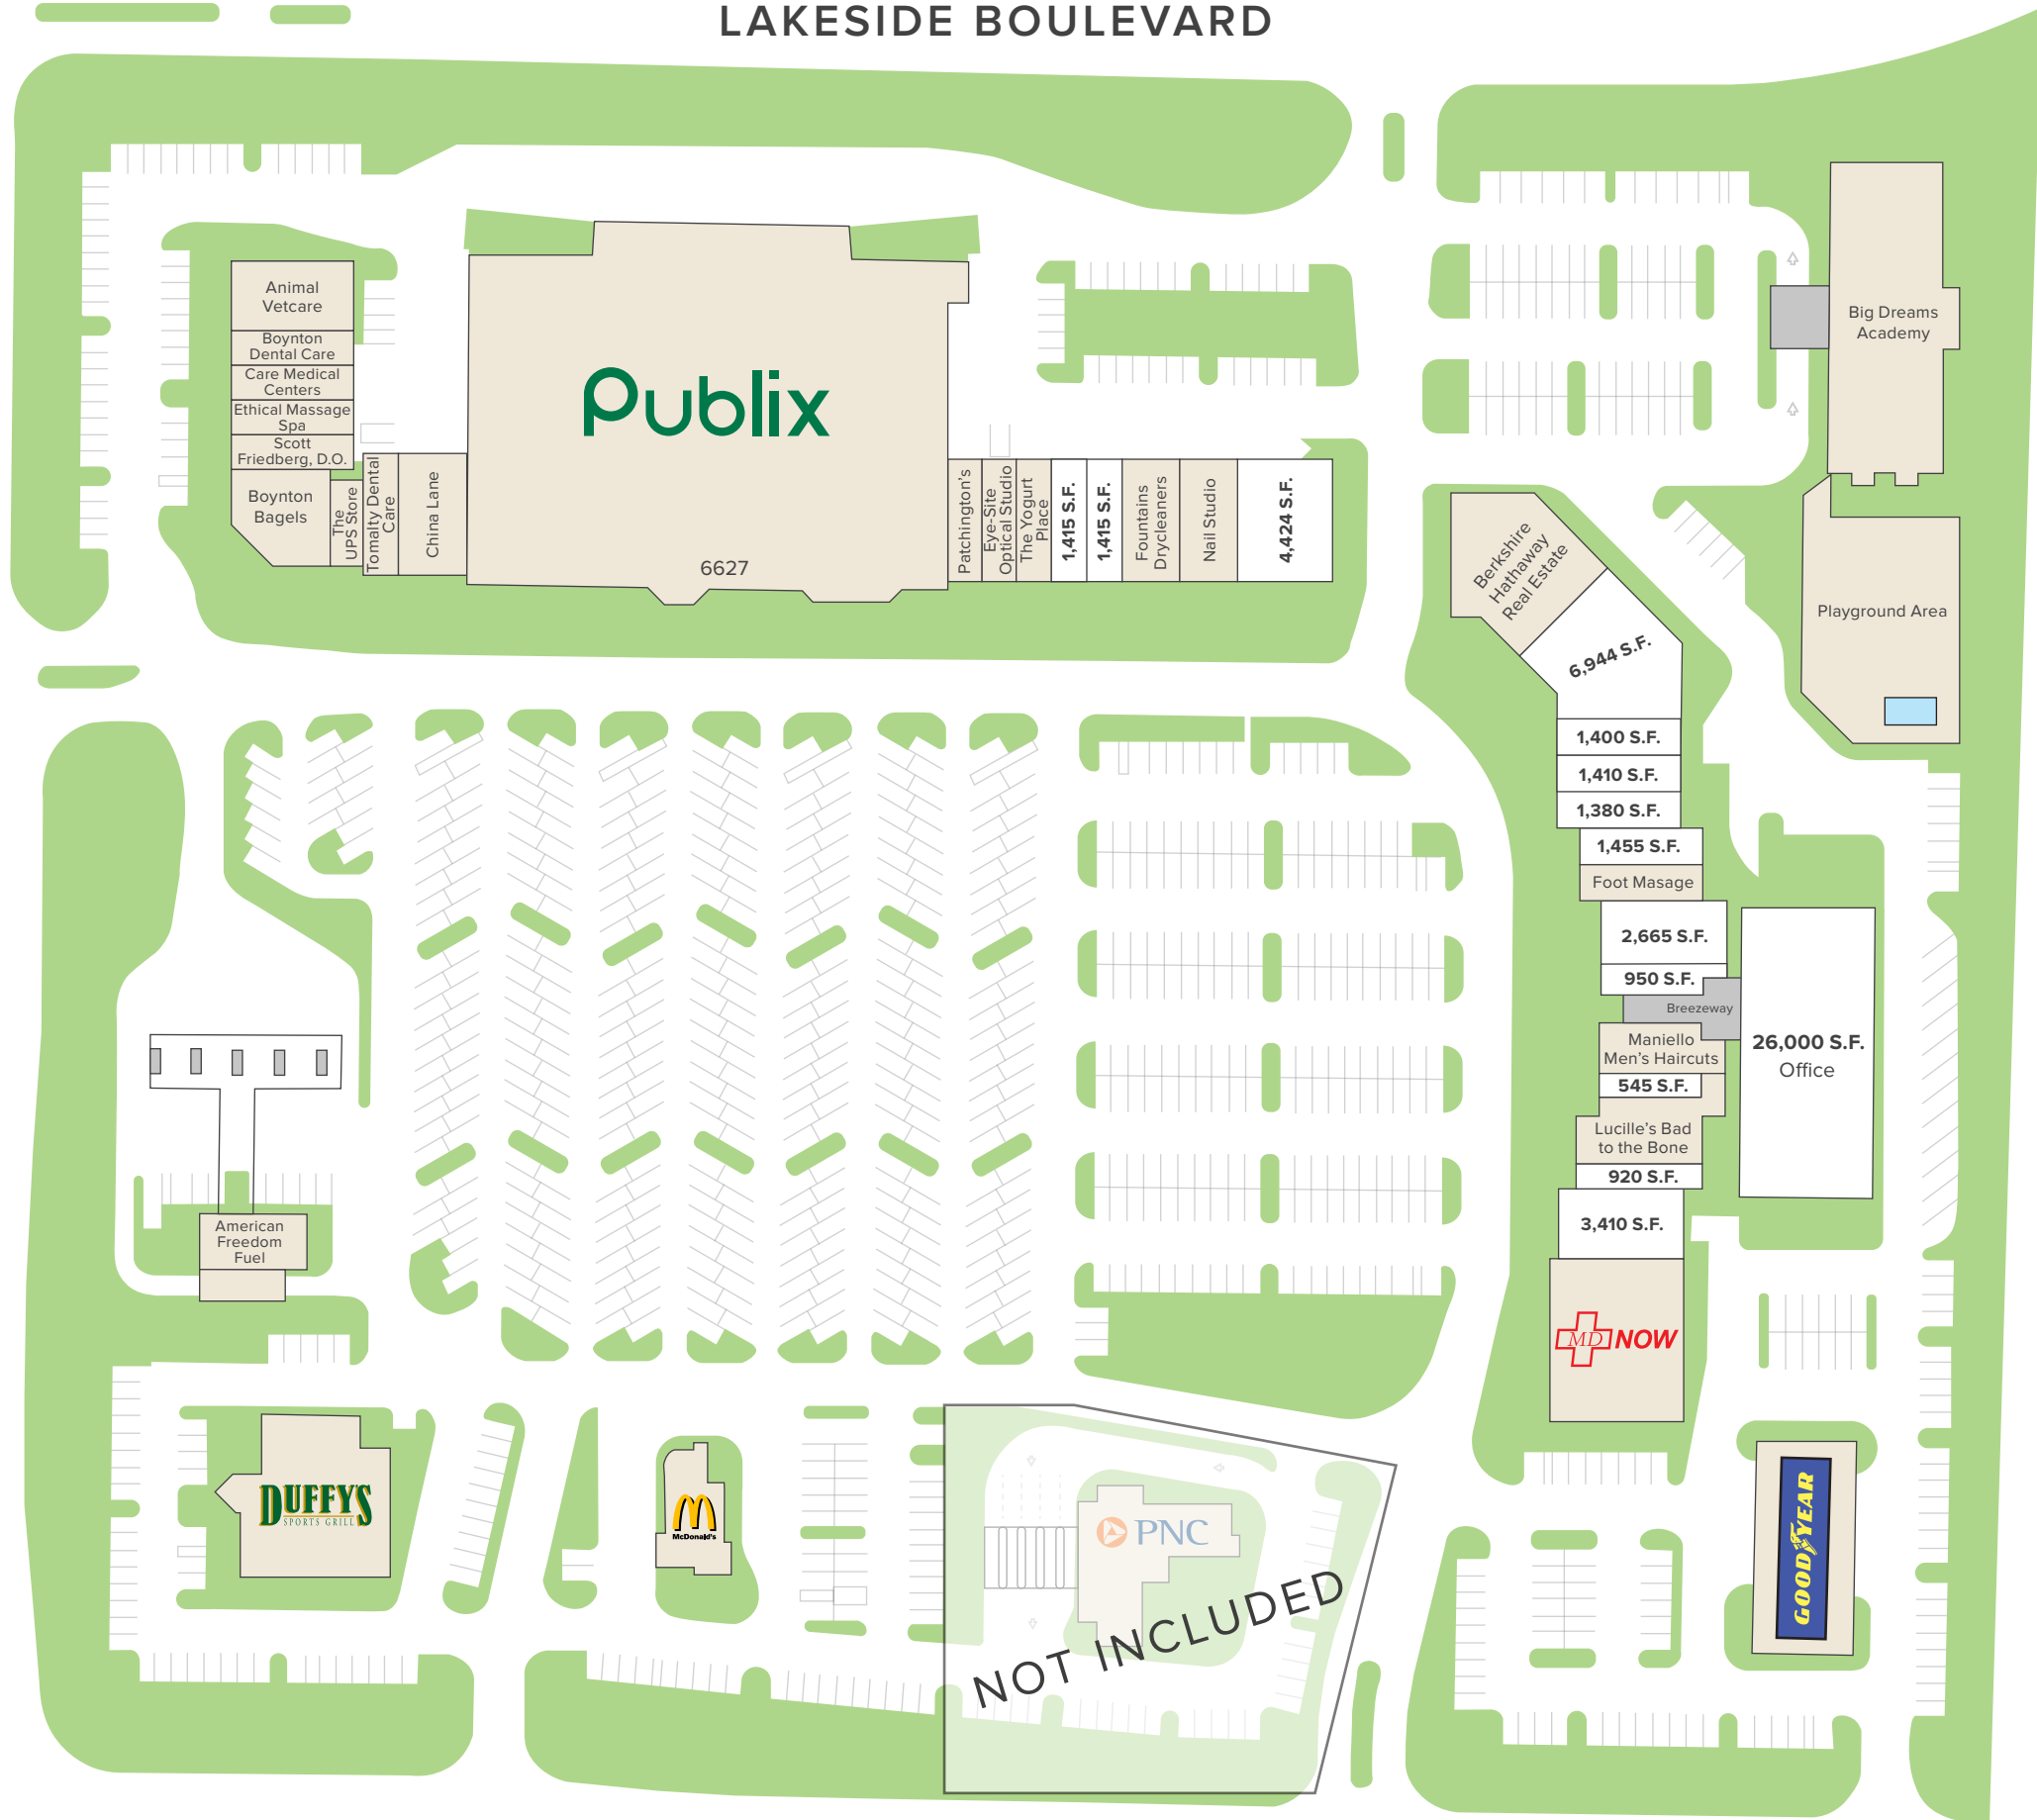 LAKESIDE BOULEVARD
Animal
Vetcare
Boynton
Dental Care
Care Medical
Centers
Ethical Massage
Spa
Scott
Friedberg, D.O.
Boynton
Bagels
The
UPS Store
Tomalty Dental
Care
China Lane
Publix
6627
Patchington's
Eye-Site
Optical Studio
The Yogurt
Place
1,415 S.F.
1,415 S.F.
Fountains
Drycleaners
Nail Studio
4,424 S.F.
Big Dreams
Academy
Playground Area
Berkshire
Hathaway
Real Estate
6,944 S.F.
1,400 S.F.
1,410 S.F.
1,380 S.F.
1,455 S.F.
Foot Masage
2,665 S.F.
950 S.F.
Breezeway
Maniello
Men's Haircuts
545 S.F.
Lucille's Bad
to the Bone
920 S.F.
3,410 S.F.
26,000 S.F.
Office
MD NOW
American
Freedom
Fuel
DUFFY'S
SPORTS GRILL
McDonald's
PNC
NOT INCLUDED
GOODYEAR